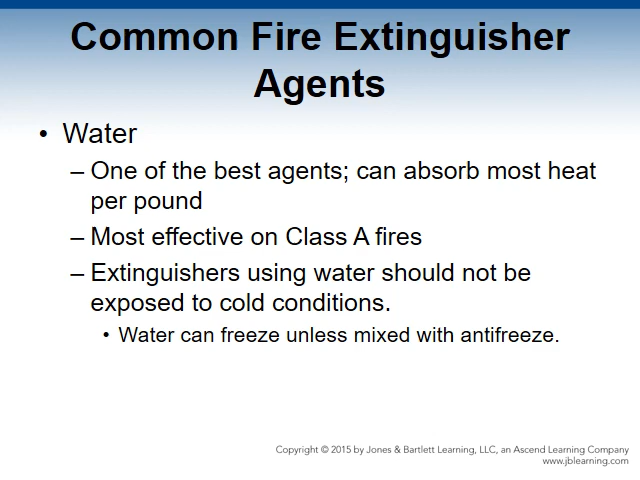 Common Fire Extinguisher
Agents
• Water
– One of the best agents; can absorb most heat
per pound
– Most effective on Class A fires
– Extinguishers using water should not be
exposed to cold conditions.
• Water can freeze unless mixed with antifreeze.
Copyright © 2015 by Jones & Bartlett Learning, LLC, an Ascend Learning Company
www.jblearning.com